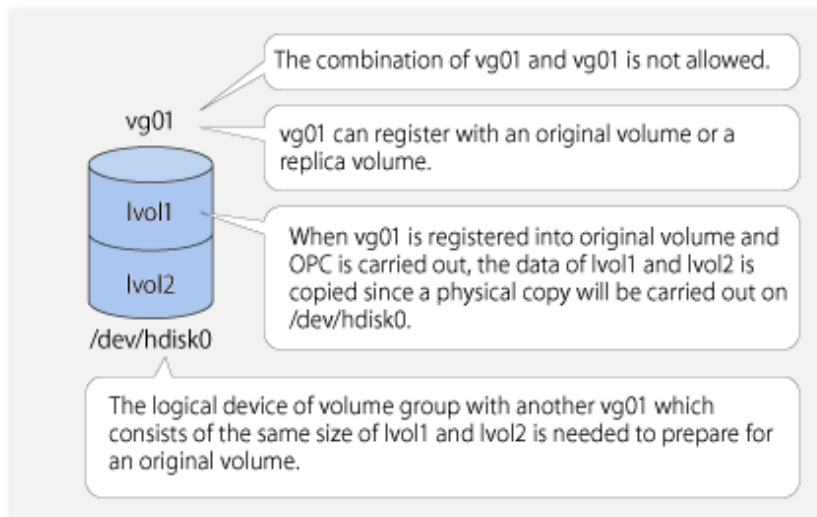 The combination of vg01 and vg01 is not allowed.
vg01
vg01 can register with an original volume or a
replica volume.
lvol1
When vg01 is registered into original volume and
OPC is carried out, the data of lvol1 and lvol2 is
copied since a physical copy will be carried out on
/dev/hdisk0.
lvol2
/dev/hdisk0
The logical device of volume group with another vg01 which
consists of the same size of lvol1 and lvol2 is needed to prepare for
an original volume.